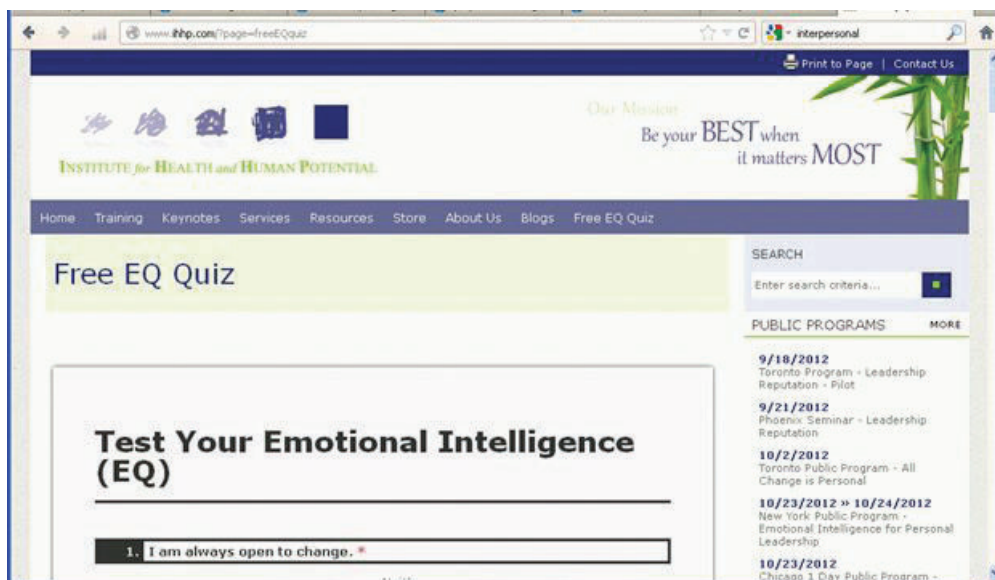 www.ihhp.com/?page=freeEQquiz
interpersonal
Print to Page | Contact Us
Our Mission
Be your BEST when
it matters MOST
INSTITUTE for HEALTH and HUMAN POTENTIAL
Home Training Keynotes Services Resources Store About Us Blogs Free EQ Quiz
Free EQ Quiz
SEARCH
Enter search criteria...
PUBLIC PROGRAMS MORE
9/18/2012
Toronto Program - Leadership
Reputation - Pilot
9/21/2012
Phoenix Seminar - Leadership
Reputation
10/2/2012
Toronto Public Program - All
Change is Personal
10/23/2012 » 10/24/2012
New York Public Program -
Emotional Intelligence for Personal
Leadership
10/23/2012
Chicago 1 Day Public Program -
Test Your Emotional Intelligence
(EQ)
1. I am always open to change. *